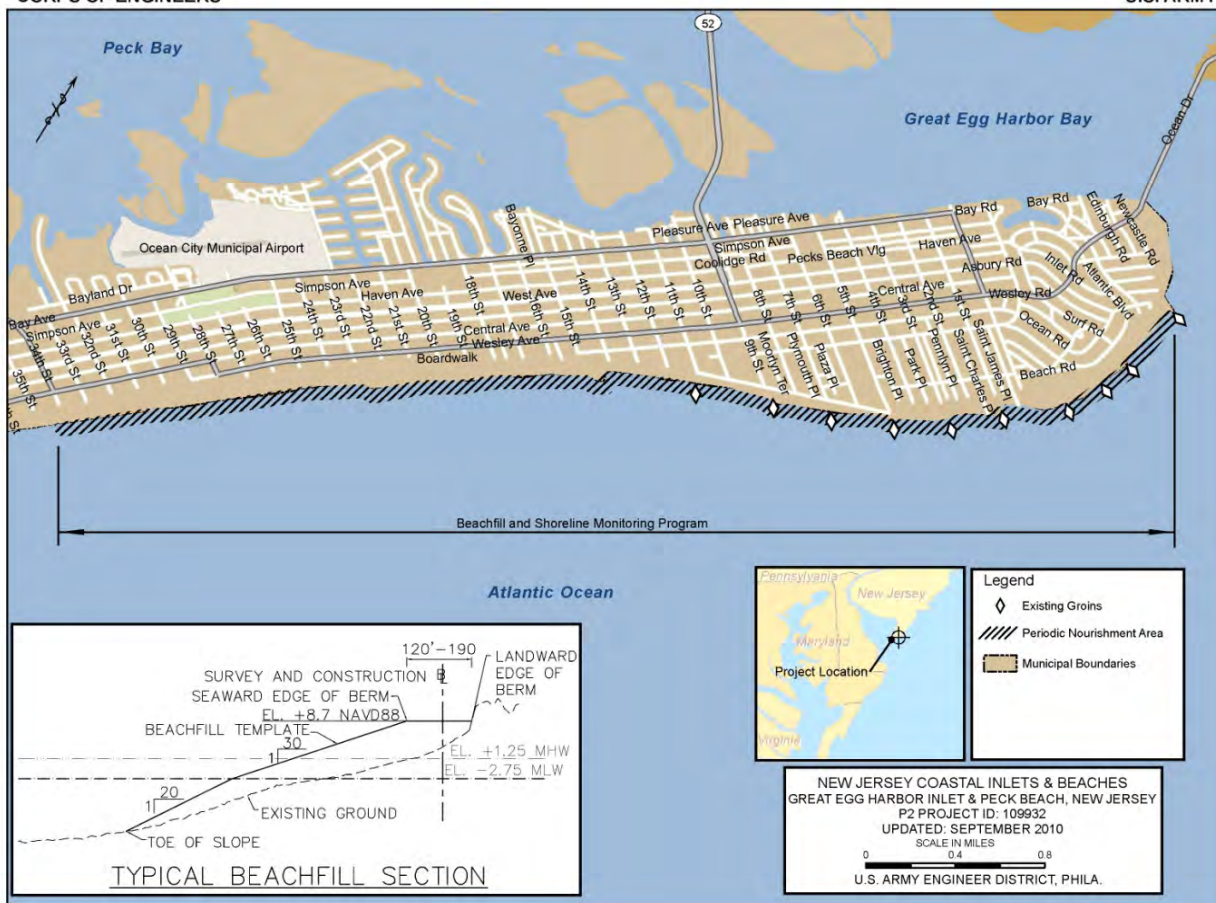 CORPS OF ENGINEERS
52
Peck Bay
Great Egg Harbor Bay
Ocean Dr
Ocean City Municipal Airport
Bayonne Pl
Pleasure Ave
Pleasure Ave
Bay Rd
Bay Rd
Edinburgh Rd
Newcastle Rd
Simpson Ave
Coolidge Rd
Pecks Beach Vlg
Haven Ave
Asbury Rd
Inlet Rd
Atlantic Blvd
Bayland Dr
Bay Ave
Simpson Ave
Simpson Ave
Haven Ave
West Ave
Central Ave
Wesley Ave
Boardwalk
Central Ave
Wesley Rd
Ocean Rd
Surf Rd
Beach Rd
35th St
34th St
33rd St
32nd St
31st St
30th St
29th St
28th St
27th St
26th St
25th St
24th St
23rd St
22nd St
21st St
20th St
19th St
18th St
16th St
15th St
14th St
13th St
12th St
11th St
10th St
9th St
Moorlyn Ter
8th St
Plymouth Pl
7th St
Plaza Pl
6th St
5th St
4th St
Brighton Pl
3rd St
Park Pl
2nd St
Pennlyn Pl
1st St
Saint Charles Pl
Saint James Pl
Beachfill and Shoreline Monitoring Program
Atlantic Ocean
120'-190
SURVEY AND CONSTRUCTION
LANDWARD
EDGE OF
BERM
SEAWARD EDGE OF BERM
EL. +8.7 NAVD88
BEACHFILL TEMPLATE
30
1
EL. +1.25 MHW
EL. -2.75 MLW
20
1
EXISTING GROUND
TOE OF SLOPE
TYPICAL BEACHFILL SECTION
Pennsylvania
New Jersey
Maryland
Project Location
Virginia
Legend
Existing Groins
Periodic Nourishment Area
Municipal Boundaries
NEW JERSEY COASTAL INLETS & BEACHES
GREAT EGG HARBOR INLET & PECK BEACH, NEW JERSEY
P2 PROJECT ID: 109932
UPDATED: SEPTEMBER 2010
SCALE IN MILES
0 0.4 0.8
U.S. ARMY ENGINEER DISTRICT, PHILA.